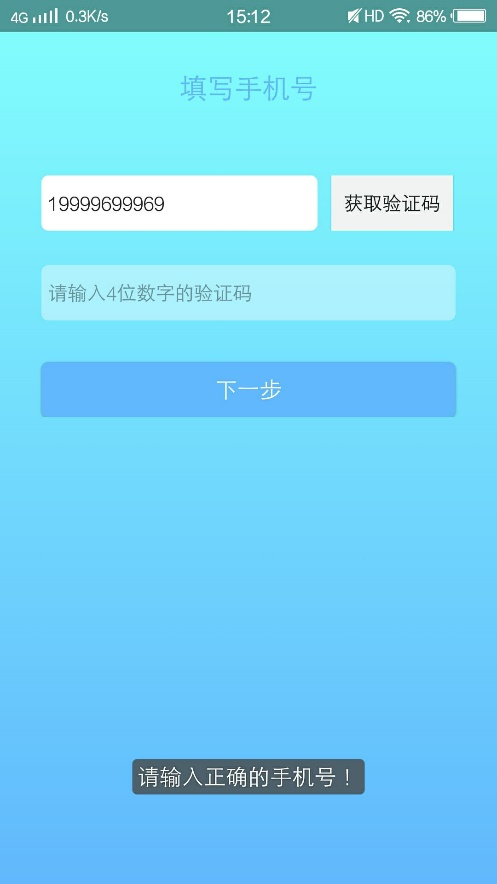 4G 0.3K/s 15:12 HD 86%
填写手机号
19999699969 获取验证码
请输入4位数字的验证码
下一步
请输入正确的手机号！